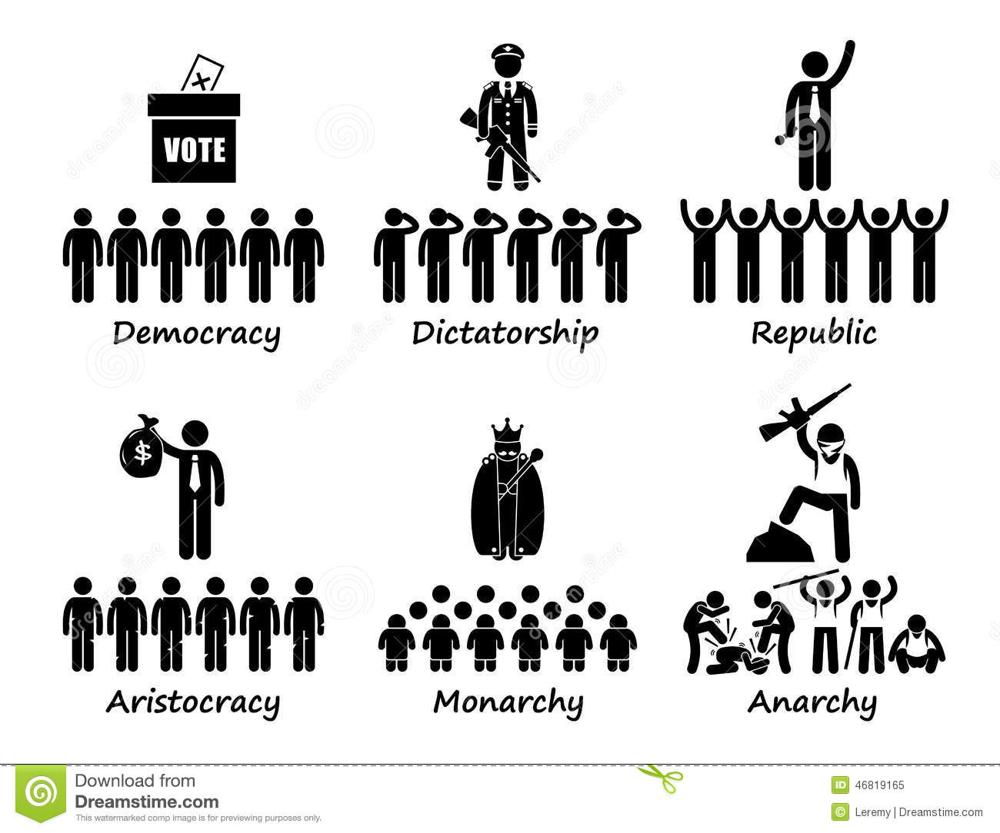 VOTE
Democracy
Dictatorship
Republic
$
Aristocracy
Monarchy
Anarchy
dreamstime
Download from
Dreamstime.com
This watermarked comp image is for previewing purposes only.
ID 46819165
© Leremy | Dreamstime.com